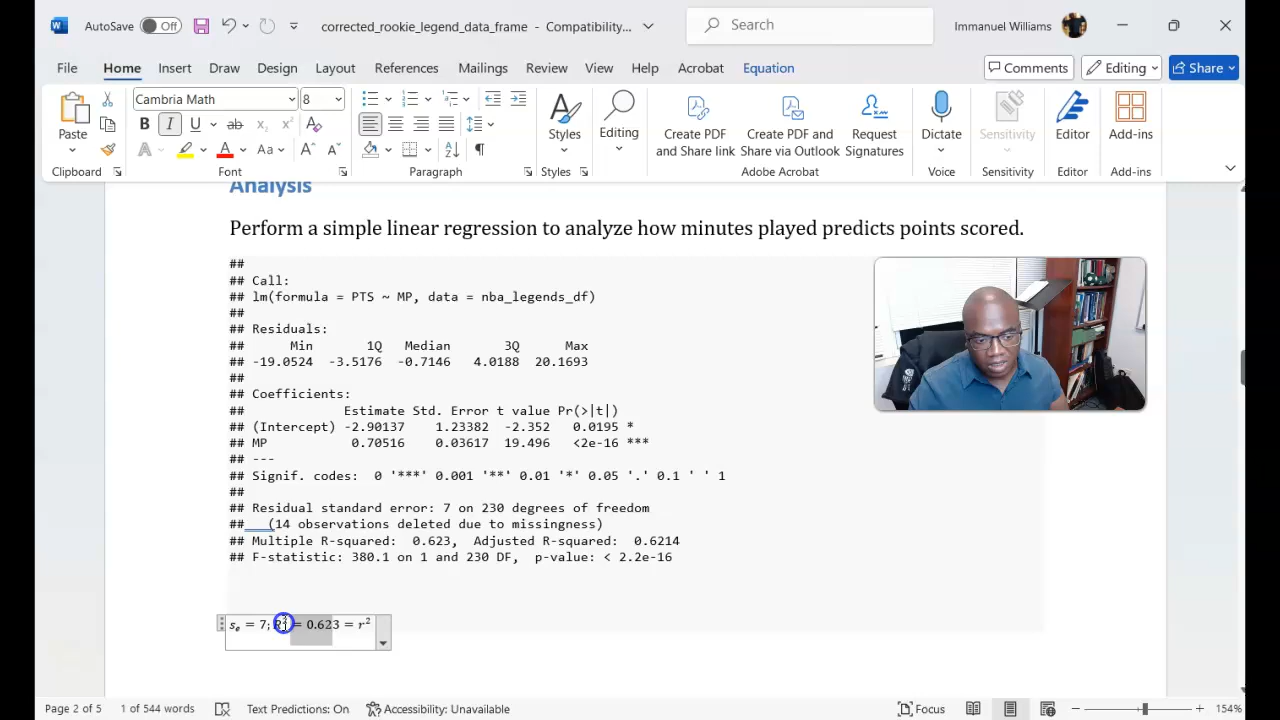 AutoSave Off corrected_rookie_legend_data_frame - Compatibility... Search Immanuel Williams
File Home Insert Draw Design Layout References Mailings Review View Help Acrobat Equation Comments Editing Share
Paste
Cambria Math 8
Styles
Editing
Create PDF and Share link
Create PDF and Share via Outlook
Request Signatures
Dictate
Sensitivity
Editor
Add-ins
Clipboard Font Paragraph Styles Adobe Acrobat Voice Sensitivity Editor Add-ins
Analysis
Perform a simple linear regression to analyze how minutes played predicts points scored.
##
## Call:
## lm(formula = PTS ~ MP, data = nba_legends_df)
##
## Residuals:
##      Min       1Q   Median       3Q      Max
## -19.0524  -3.5176  -0.7146   4.0188  20.1693
##
## Coefficients:
##             Estimate Std. Error t value Pr(>|t|)
## (Intercept) -2.90137    1.23382  -2.352   0.0195 *
## MP           0.70516    0.03617  19.496   <2e-16 ***
## ---
## Signif. codes:  0 '***' 0.001 '**' 0.01 '*' 0.05 '.' 0.1 ' ' 1
##
## Residual standard error: 7 on 230 degrees of freedom
##   (14 observations deleted due to missingness)
## Multiple R-squared:  0.623,	Adjusted R-squared:  0.6214
## F-statistic: 380.1 on 1 and 230 DF,  p-value: < 2.2e-16
sₑ = 7; R² = 0.623 = r²
Page 2 of 5 1 of 544 words Text Predictions: On Accessibility: Unavailable Focus 154%